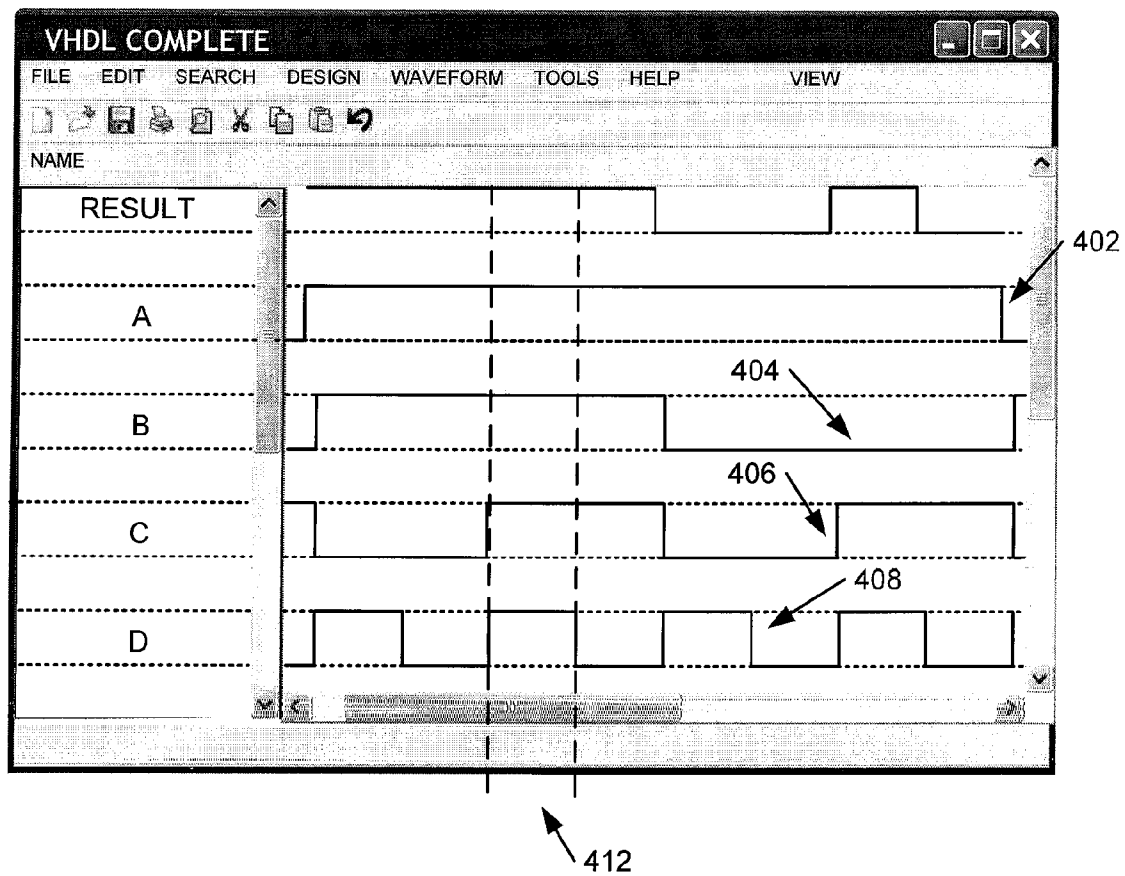 VHDL COMPLETE
FILE EDIT SEARCH DESIGN WAVEFORM TOOLS HELP VIEW
NAME
RESULT
402
A
404
B
406
C
408
D
412